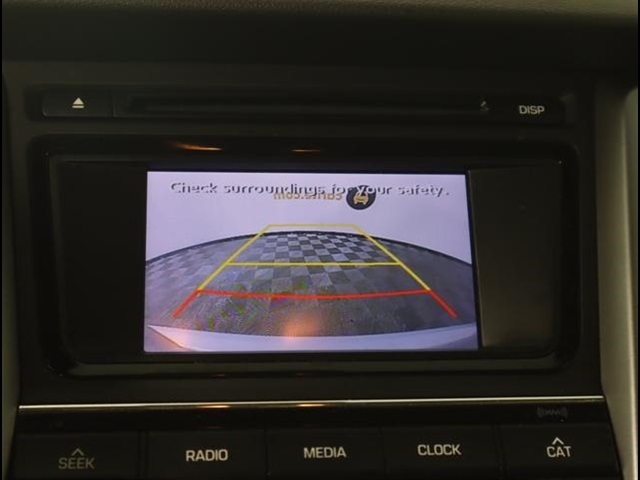 DISP
Check surroundings for your safety.
SEEK
RADIO
MEDIA
CLOCK
CAT